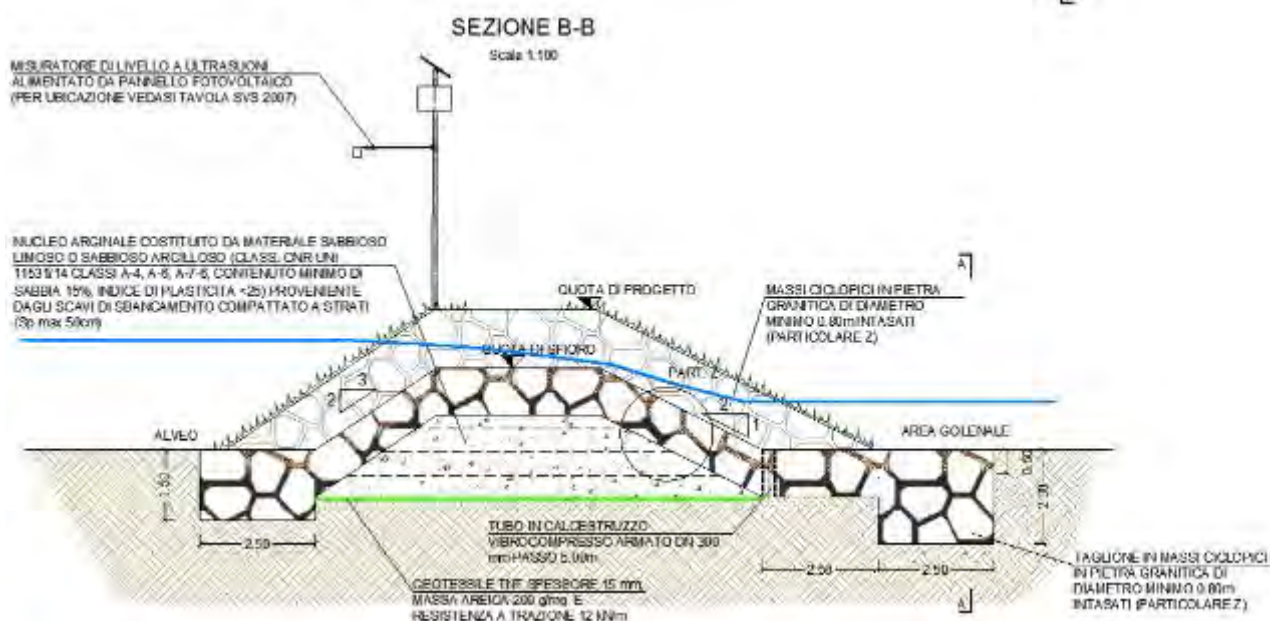 SEZIONE B-B
Scala 1:100
MISURATORE DI LIVELLO A ULTRASUONI
ALIMENTATO DA PANNELLO FOTOVOLTAICO
(PER UBICAZIONE VEDASI TAVOLA SVS 2007)
NUCLEO ARGINALE COSTITUITO DA MATERIALE SABBIOSO
LIMOSO O SABBIOSO ARGILLOSO (CLASS. CNR UNI
11531/14 CLASSI A-4, A-6, A-7-6, CONTENUTO MINIMO DI
SABBIA 15%, INDICE DI PLASTICITA <25) PROVENIENTE
DAGLI SCAVI DI SBANCAMENTO COMPATTATO A STRATI
(Sp max 50cm)
QUOTA DI PROGETTO
MASSI CICLOPICI IN PIETRA
GRANITICA DI DIAMETRO
MINIMO 0.80m INTASATI
(PARTICOLARE Z)
A
QUOTA DI SFIORO
PART. Z
3
2
2
1
ALVEO
AREA GOLENALE
1.50
0.60
2.50
2.50
2.50
TUBO IN CALCESTRUZZO
VIBROCOMPRESSO ARMATO DN 300
mm PASSO 5.00m
GEOTESSILE TNT SPESSORE 15 mm,
MASSA AREICA 200 g/mq E
RESISTENZA A TRAZIONE 12 kN/m
TAGLIONE IN MASSI CICLOPICI
IN PIETRA GRANITICA DI
DIAMETRO MINIMO 0.80m
INTASATI (PARTICOLARE Z)
A